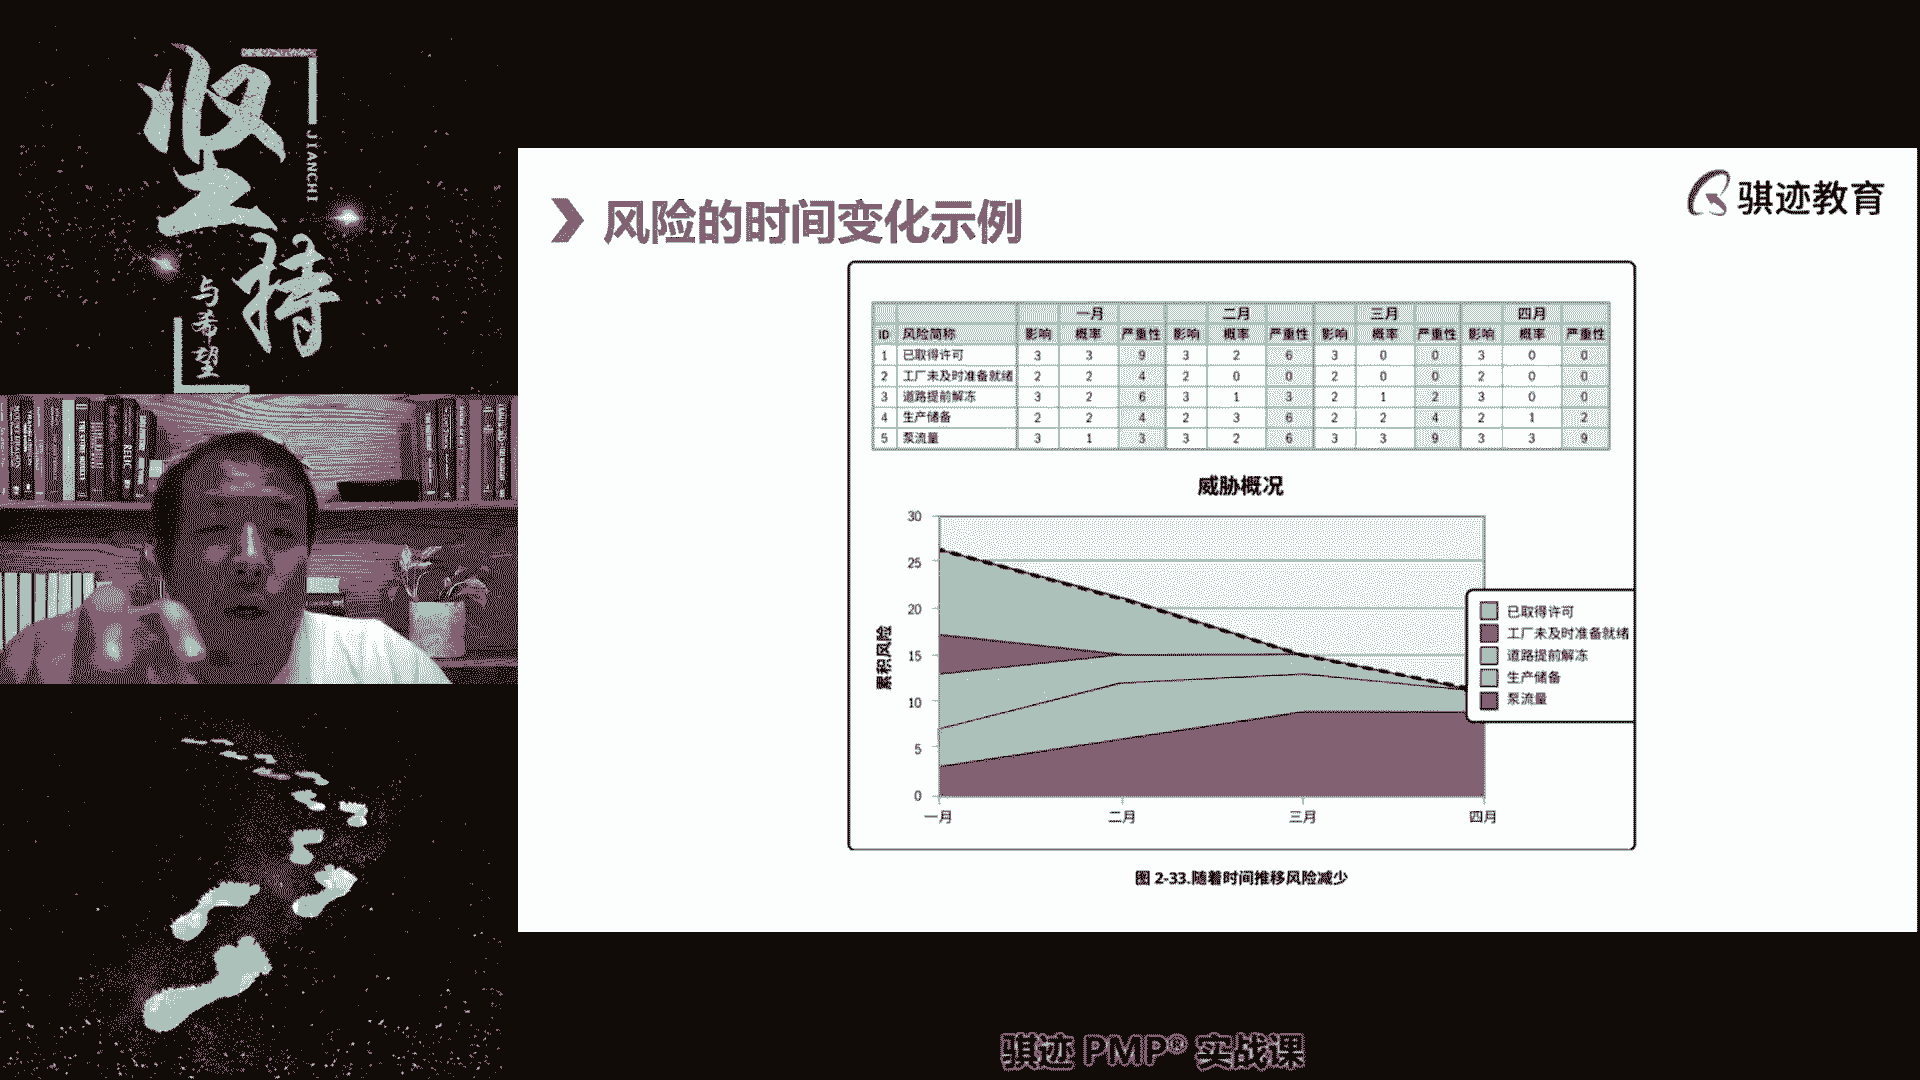 坚持
JIANCHI
与希望
风险的时间变化示例
骐迹教育
一月 二月 三月 四月
ID 风险简称 影响 概率 严重性 影响 概率 严重性 影响 概率 严重性 影响 概率 严重性
1 已取得许可 3 3 9 3 2 6 3 0 0 3 0 0
2 工厂未及时准备就绪 2 2 4 2 0 0 2 0 0 2 0 0
3 道路提前解冻 3 2 6 3 1 3 2 1 2 3 0 0
4 生产储备 2 2 4 2 3 6 2 2 4 2 1 2
5 泵流量 3 1 3 3 2 6 3 3 9 3 3 9
威胁概况
累积风险
30
25
20
15
10
5
0
一月 二月 三月 四月
已取得许可
工厂未及时准备就绪
道路提前解冻
生产储备
泵流量
图 2-33.随着时间推移风险减少
骐迹 PMP® 实战课